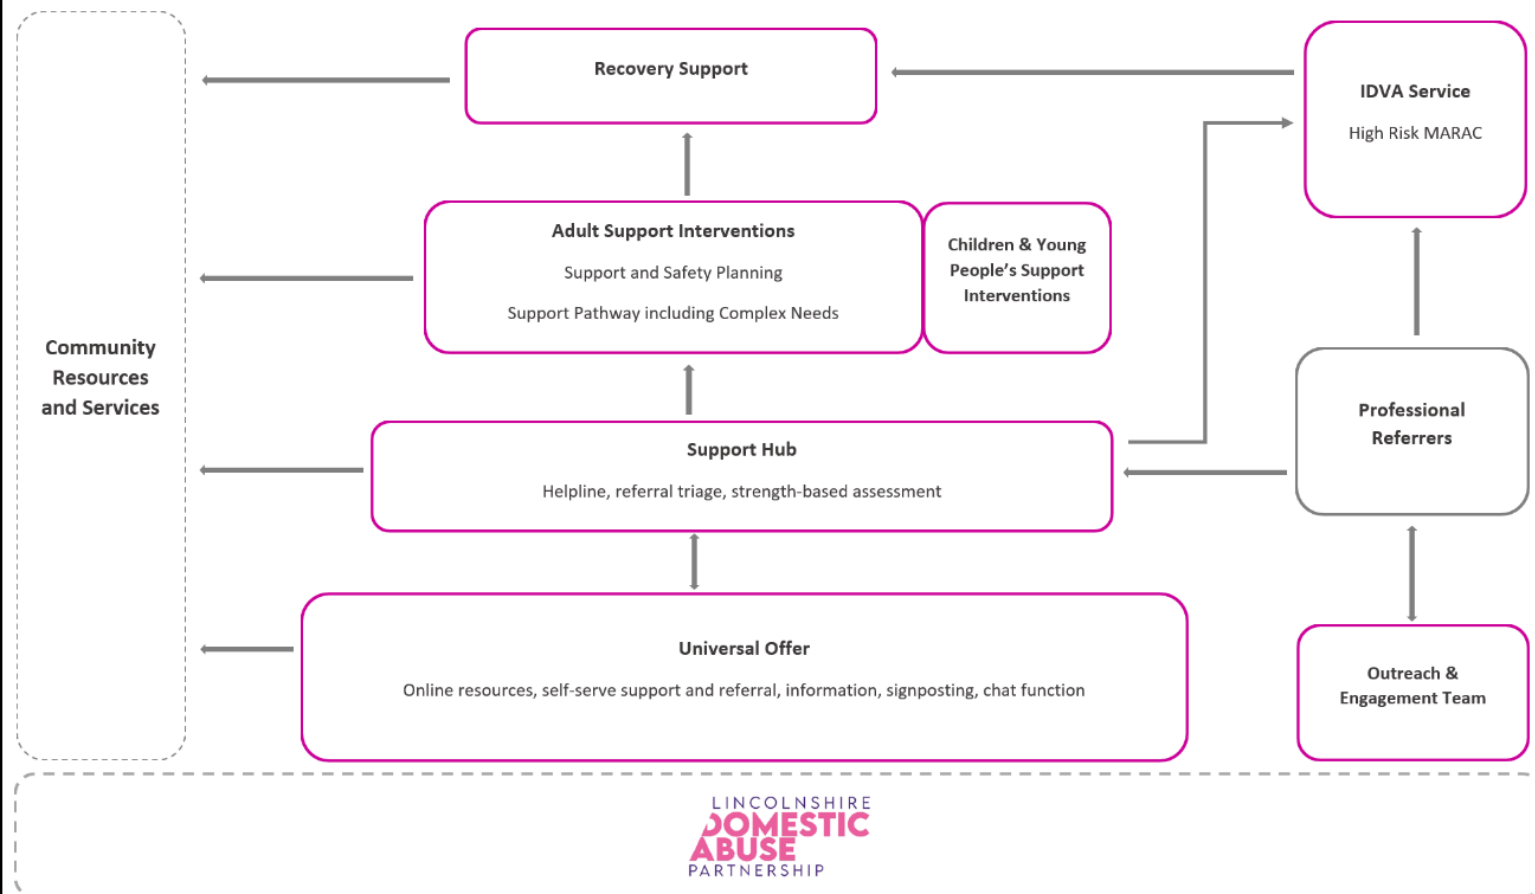 Recovery Support
IDVA Service
High Risk MARAC
Adult Support Interventions
Support and Safety Planning
Support Pathway including Complex Needs
Children & Young
People’s Support
Interventions
Community
Resources
and Services
Professional
Referrers
Support Hub
Helpline, referral triage, strength-based assessment
Universal Offer
Online resources, self-serve support and referral, information, signposting, chat function
Outreach &
Engagement Team
LINCOLNSHIRE
DOMESTIC
ABUSE
PARTNERSHIP